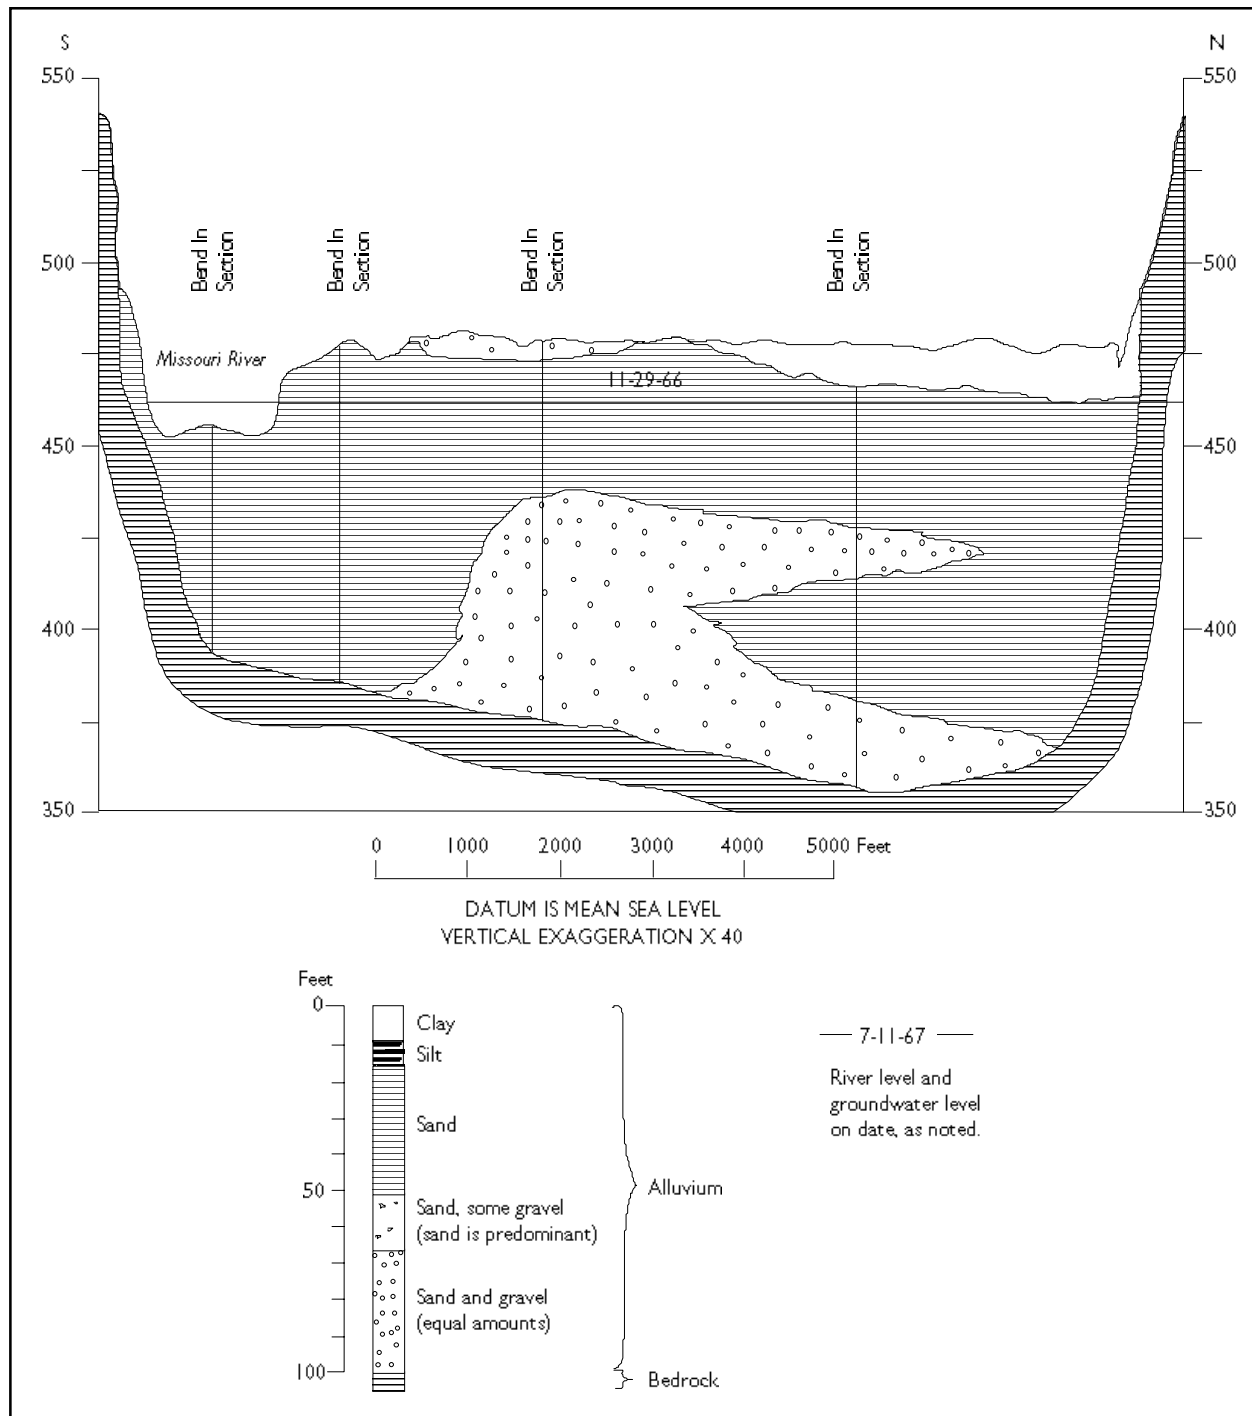 S
N
550
550
500
500
Bend In
Section
Bend In
Section
Bend In
Section
Bend In
Section
Missouri River
11-29-66
450
450
400
400
350
350
0 1000 2000 3000 4000 5000 Feet
DATUM IS MEAN SEA LEVEL
VERTICAL EXAGGERATION X 40
Feet
0
Clay
Silt
Sand
50
Sand, some gravel
(sand is predominant)
Sand and gravel
(equal amounts)
100
Alluvium
Bedrock
7-11-67
River level and
groundwater level
on date, as noted.